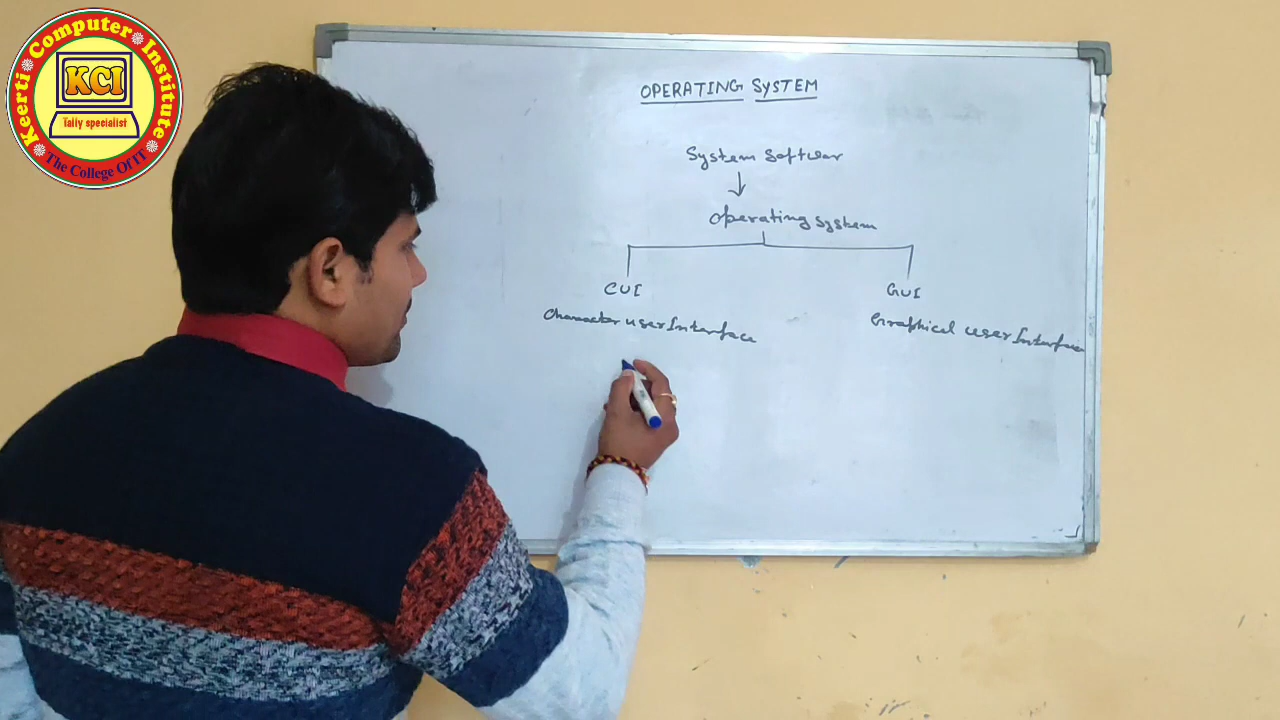 Keerti Computer Institute
KCI
Tally specialist
The College Of IT
OPERATING SYSTEM
System Softwar
Operating System
CUI
GUI
Character user Interface
Graphical user Interface